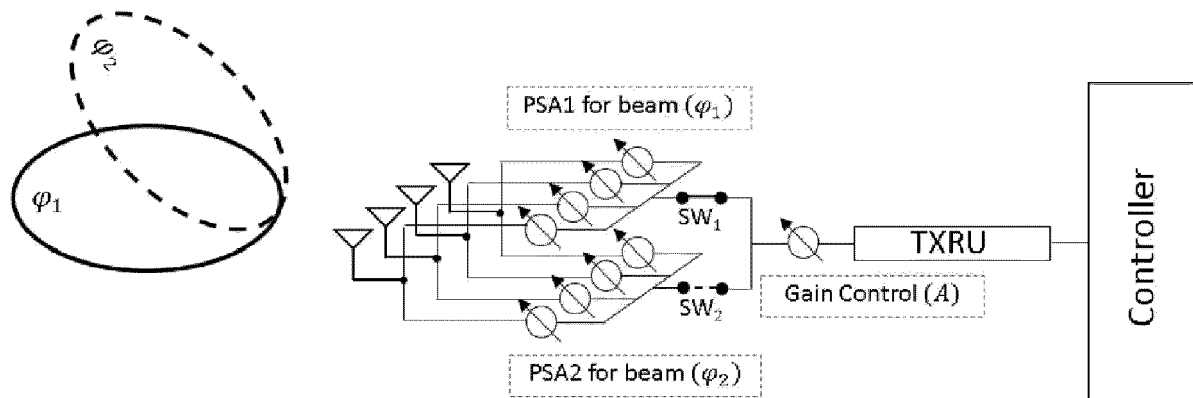 φ₂
φ₁
PSA1 for beam (φ₁)
SW₁
SW₂
PSA2 for beam (φ₂)
TXRU
Gain Control (A)
Controller